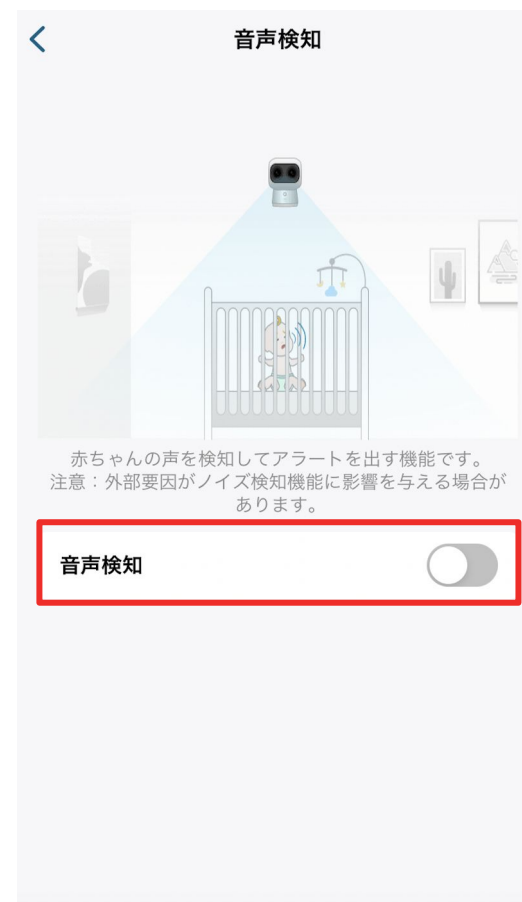 音声検知
赤ちゃんの声を検知してアラートを出す機能です。
注意：外部要因がノイズ検知機能に影響を与える場合が
あります。
音声検知